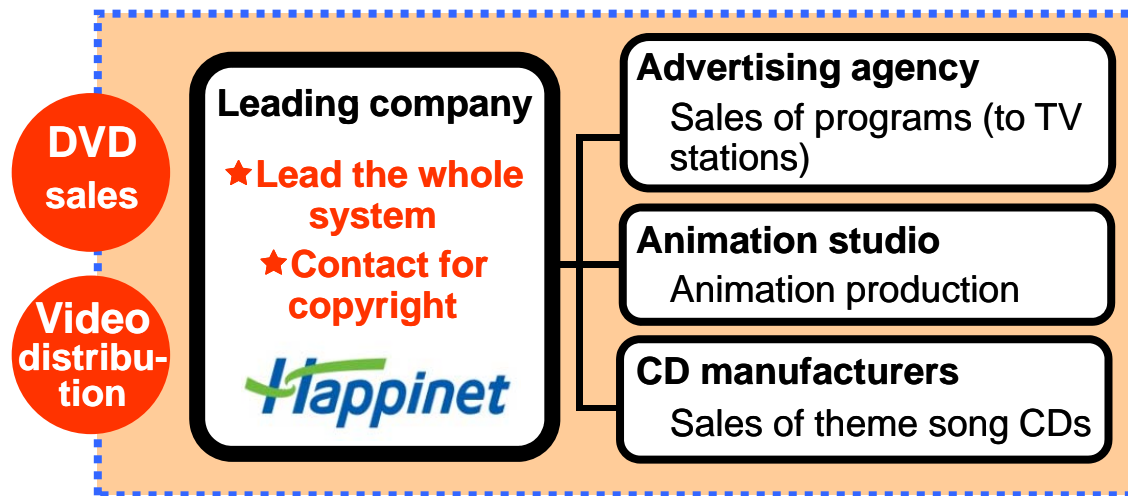 DVD
sales
Video
distribu-
tion
Leading company
★Lead the whole
system
★Contact for
copyright
Happinet
Advertising agency
Sales of programs (to TV
stations)
Animation studio
Animation production
CD manufacturers
Sales of theme song CDs